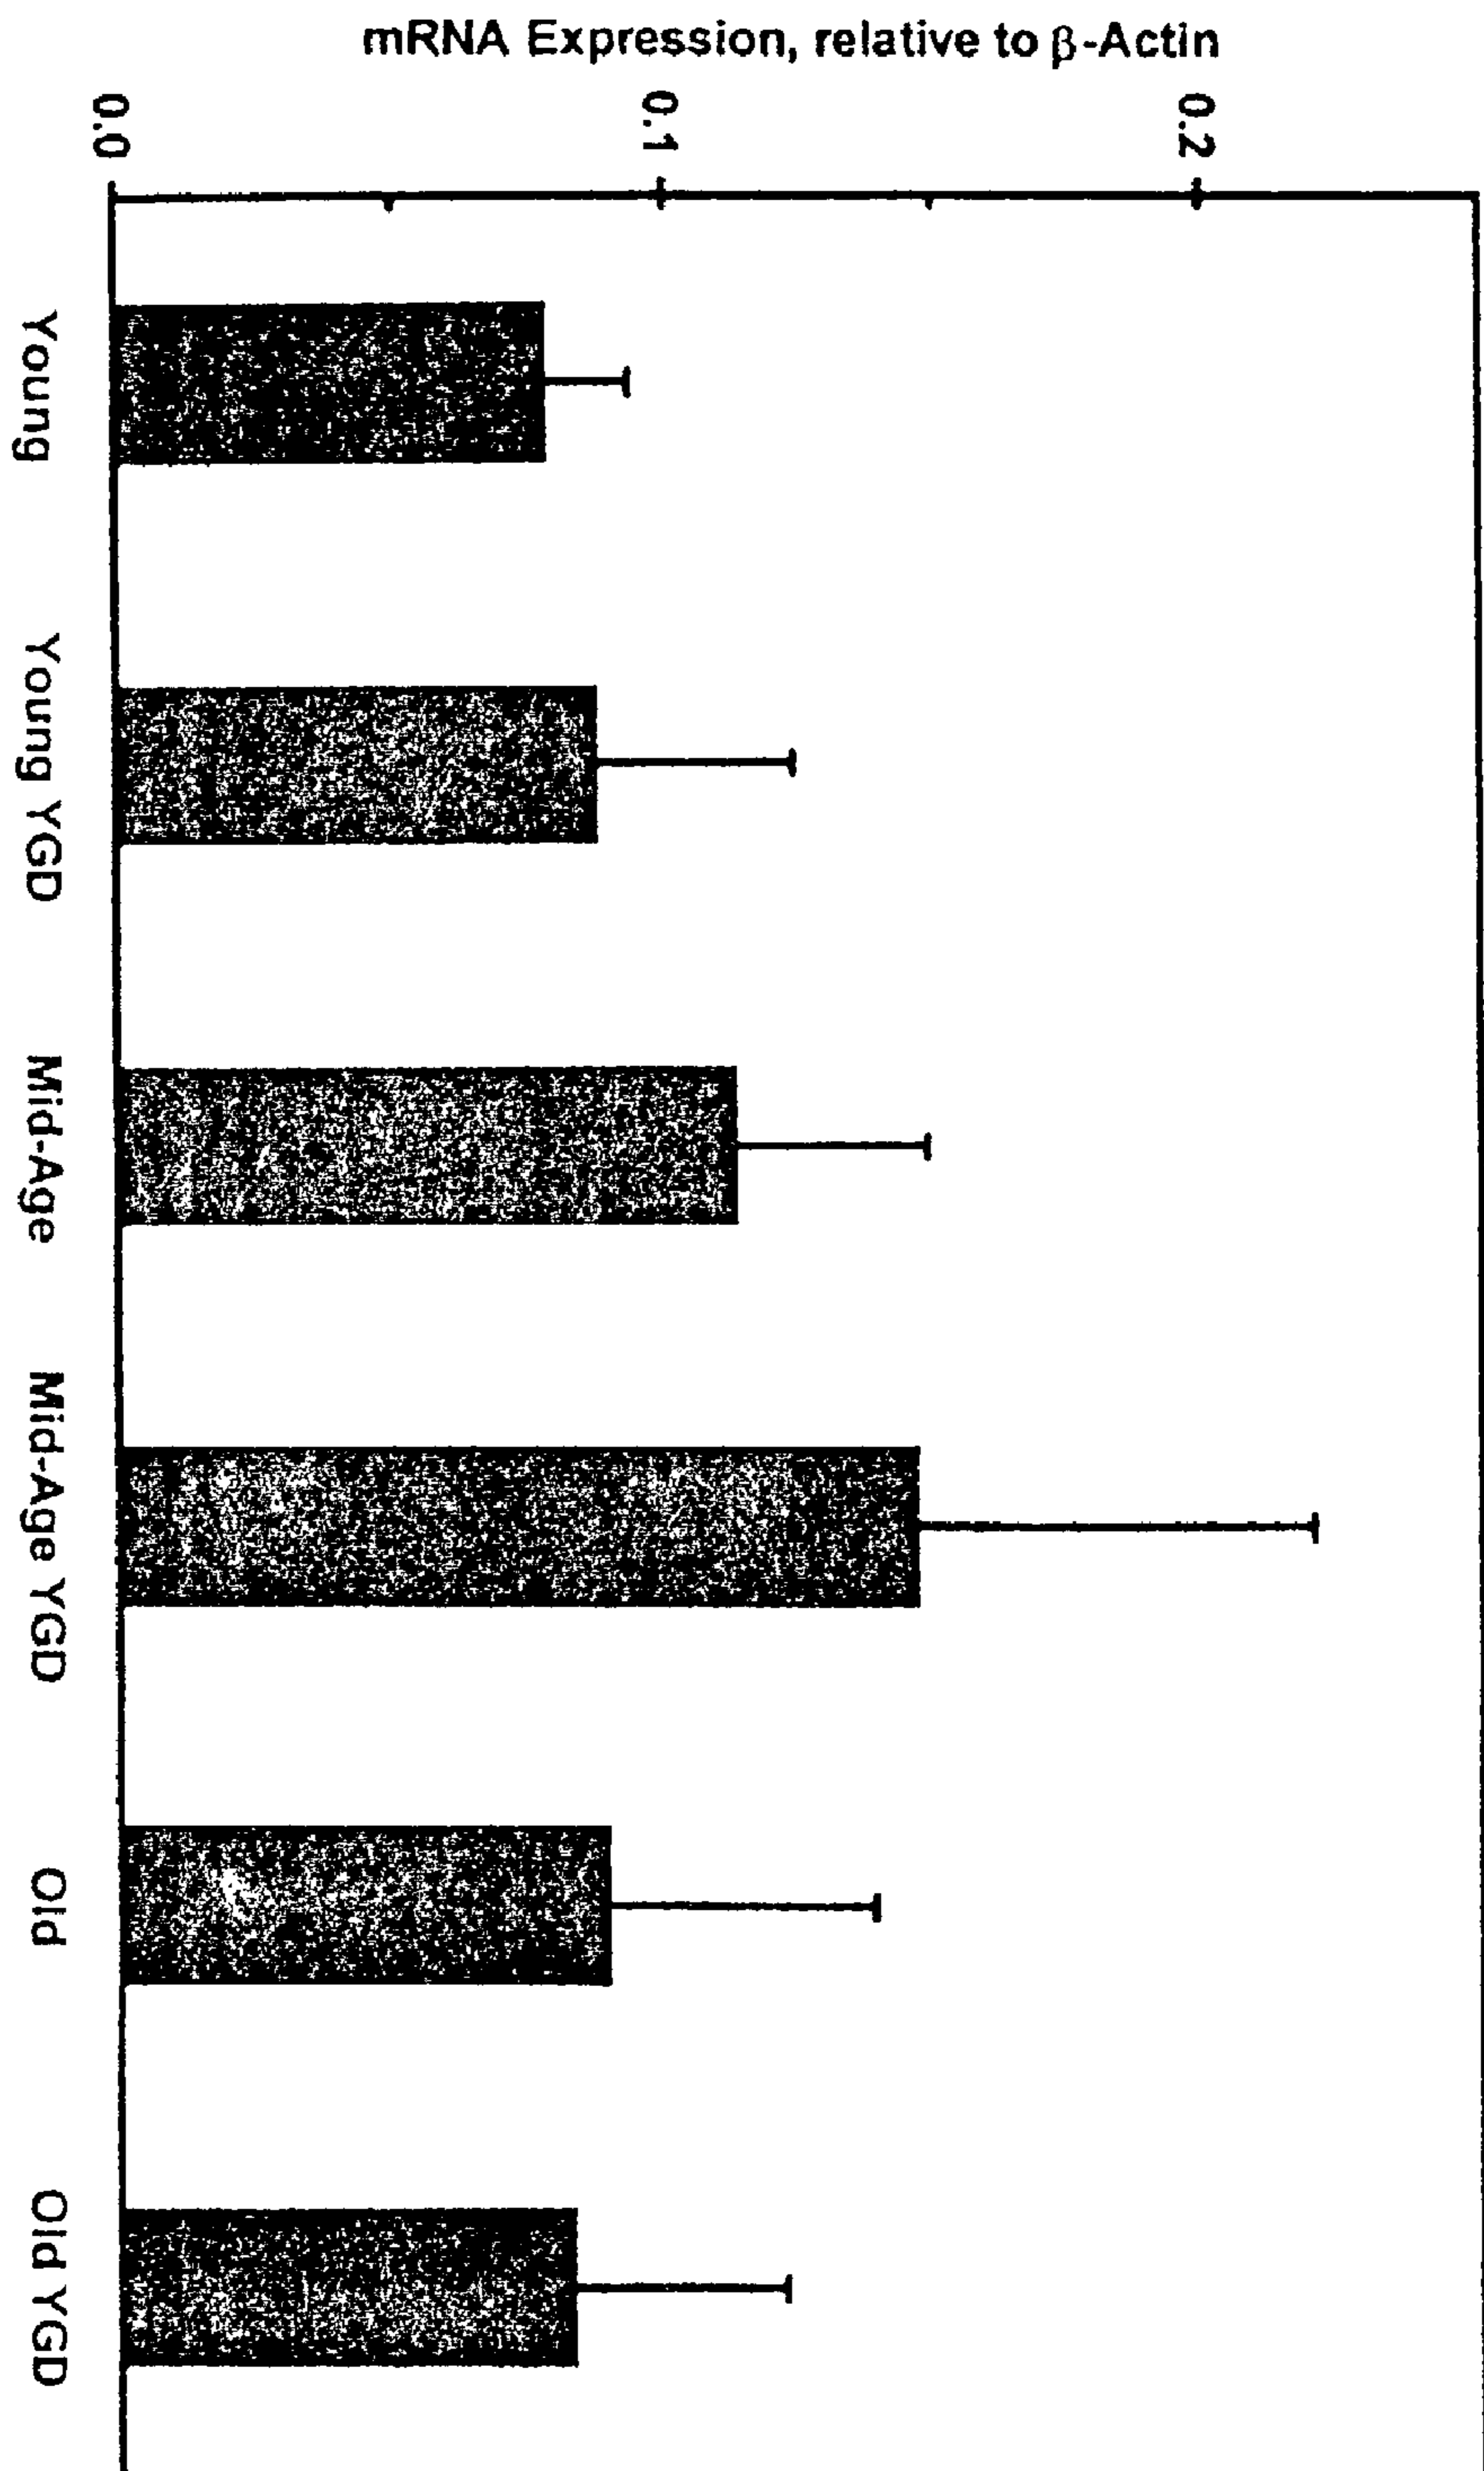 mRNA Expression, relative to β-Actin
0.0
0.1
0.2
Young
Young YGD
Mid-Age
Mid-Age YGD
Old
Old YGD